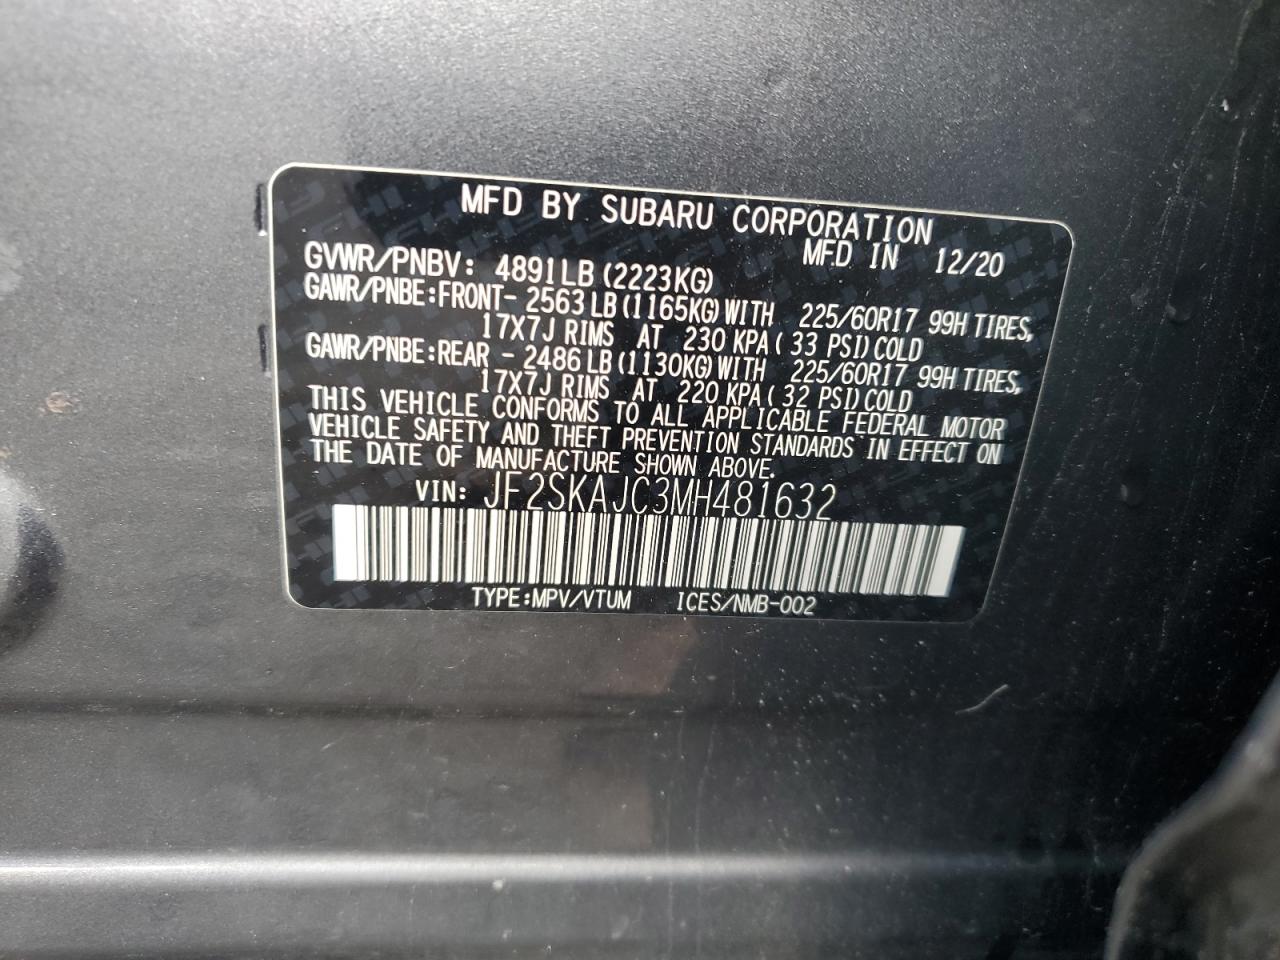 MFD BY SUBARU CORPORATION
MFD IN 12/20
GVWR/PNBV: 4891LB (2223KG)
GAWR/PNBE:FRONT- 2563 LB (1165KG) WITH 225/60R17 99H TIRES,
17X7J RIMS AT 230 KPA ( 33 PSI) COLD
GAWR/PNBE:REAR - 2486 LB (1130KG) WITH 225/60R17 99H TIRES,
17X7J RIMS AT 220 KPA ( 32 PSI) COLD
THIS VEHICLE CONFORMS TO ALL APPLICABLE FEDERAL MOTOR
VEHICLE SAFETY AND THEFT PREVENTION STANDARDS IN EFFECT ON
THE DATE OF MANUFACTURE SHOWN ABOVE.
VIN: JF2SKAJC3MH481632
TYPE:MPV/VTUM ICES/NMB-002